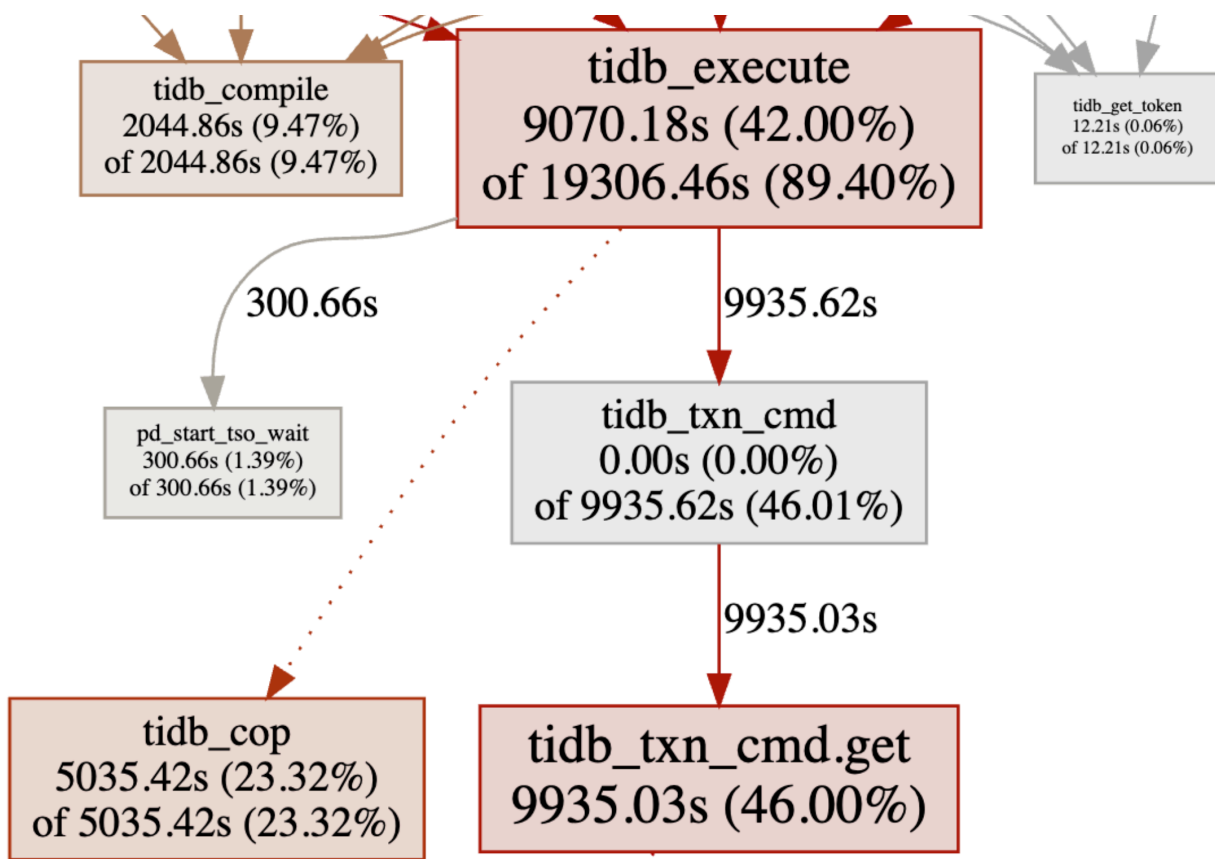 tidb_compile
2044.86s (9.47%)
of 2044.86s (9.47%)
tidb_execute
9070.18s (42.00%)
of 19306.46s (89.40%)
tidb_get_token
12.21s (0.06%)
of 12.21s (0.06%)
300.66s
9935.62s
pd_start_tso_wait
300.66s (1.39%)
of 300.66s (1.39%)
tidb_txn_cmd
0.00s (0.00%)
of 9935.62s (46.01%)
9935.03s
tidb_cop
5035.42s (23.32%)
of 5035.42s (23.32%)
tidb_txn_cmd.get
9935.03s (46.00%)